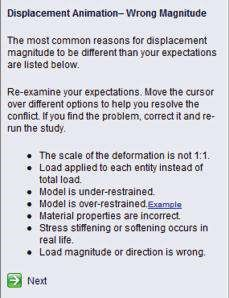 Displacement Animation– Wrong Magnitude
The most common reasons for displacement
magnitude to be different than your expectations
are listed below.
Re-examine your expectations. Move the cursor
over different options to help you resolve the
conflict. If you find the problem, correct it and re-
run the study.
• The scale of the deformation is not 1:1.
• Load applied to each entity instead of
total load.
• Model is under-restrained.
• Model is over-restrained.Example
• Material properties are incorrect.
• Stress stiffening or softening occurs in
real life.
• Load magnitude or direction is wrong.
Next